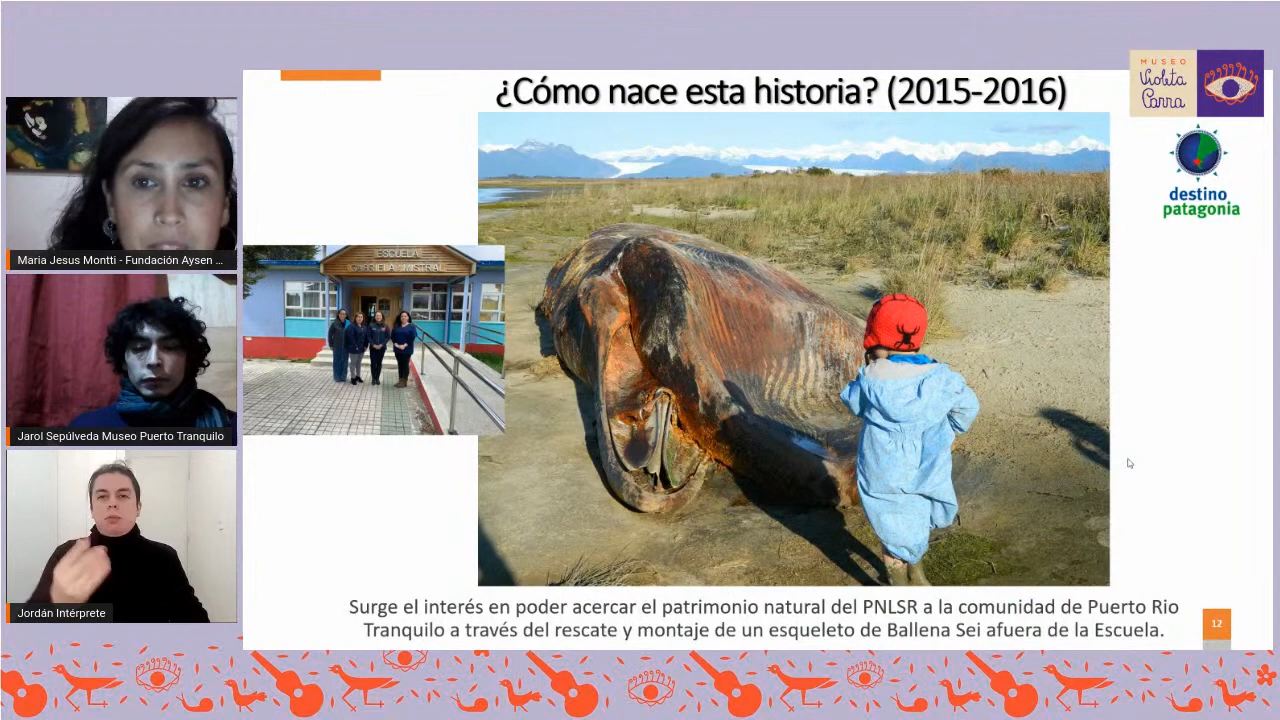 ¿Cómo nace esta historia? (2015-2016)
MUSEO
Violeta
Parra
destino
patagonia
ESCUELA
GABRIELA MISTRAL
Maria Jesus Montti - Fundación Aysen ...
Jarol Sepúlveda Museo Puerto Tranquilo
Jordán Intérprete
Surge el interés en poder acercar el patrimonio natural del PNLSR a la comunidad de Puerto Rio
Tranquilo a través del rescate y montaje de un esqueleto de Ballena Sei afuera de la Escuela.
12